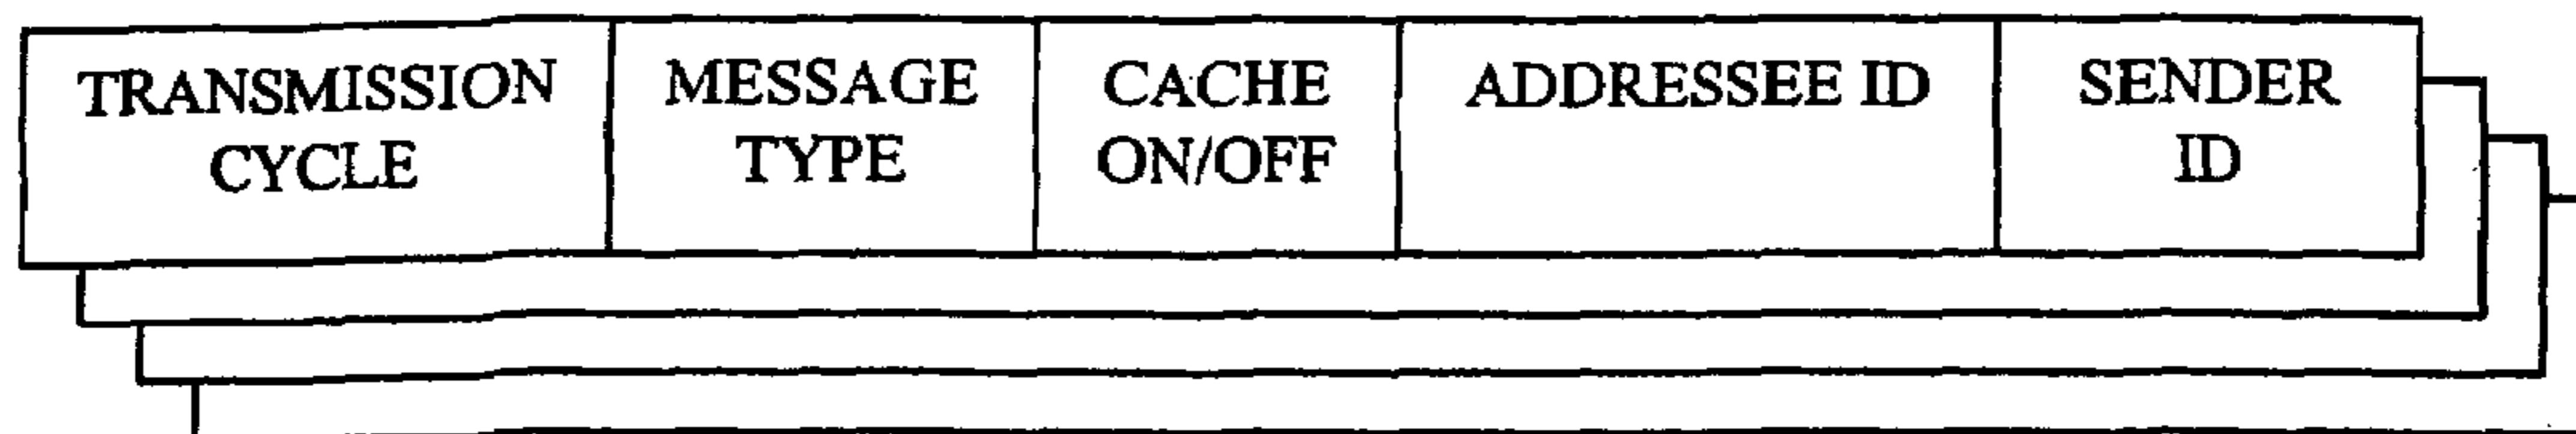 TRANSMISSION
CYCLE
MESSAGE
TYPE
CACHE
ON/OFF
ADDRESSEE ID
SENDER
ID